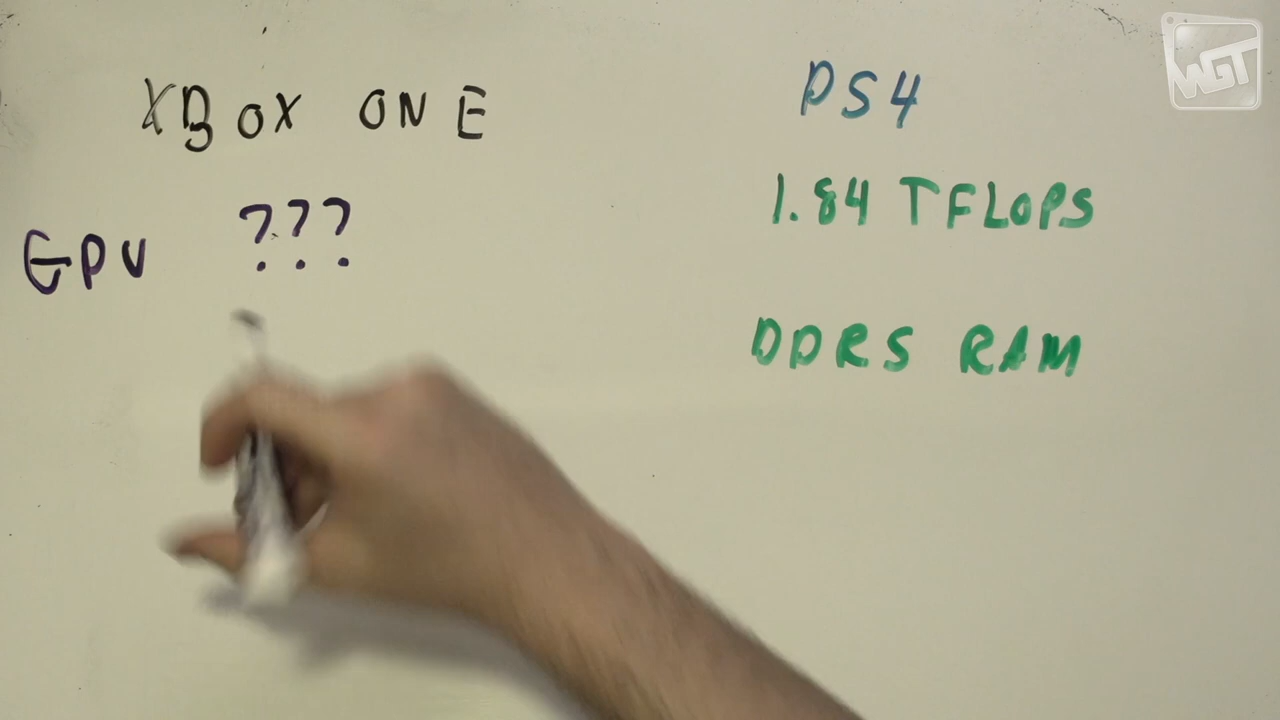 XBOX ONE
GPU ???
PS4
1.84 TFLOPS
DDR5 RAM
WGT